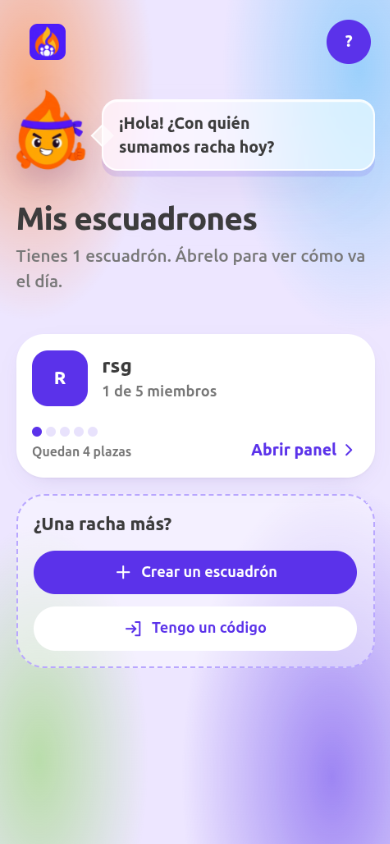 ?
¡Hola! ¿Con quién
sumamos racha hoy?
Mis escuadrones
Tienes 1 escuadrón. Ábrelo para ver cómo va
el día.
R
rsg
1 de 5 miembros
Quedan 4 plazas
Abrir panel
¿Una racha más?
Crear un escuadrón
Tengo un código